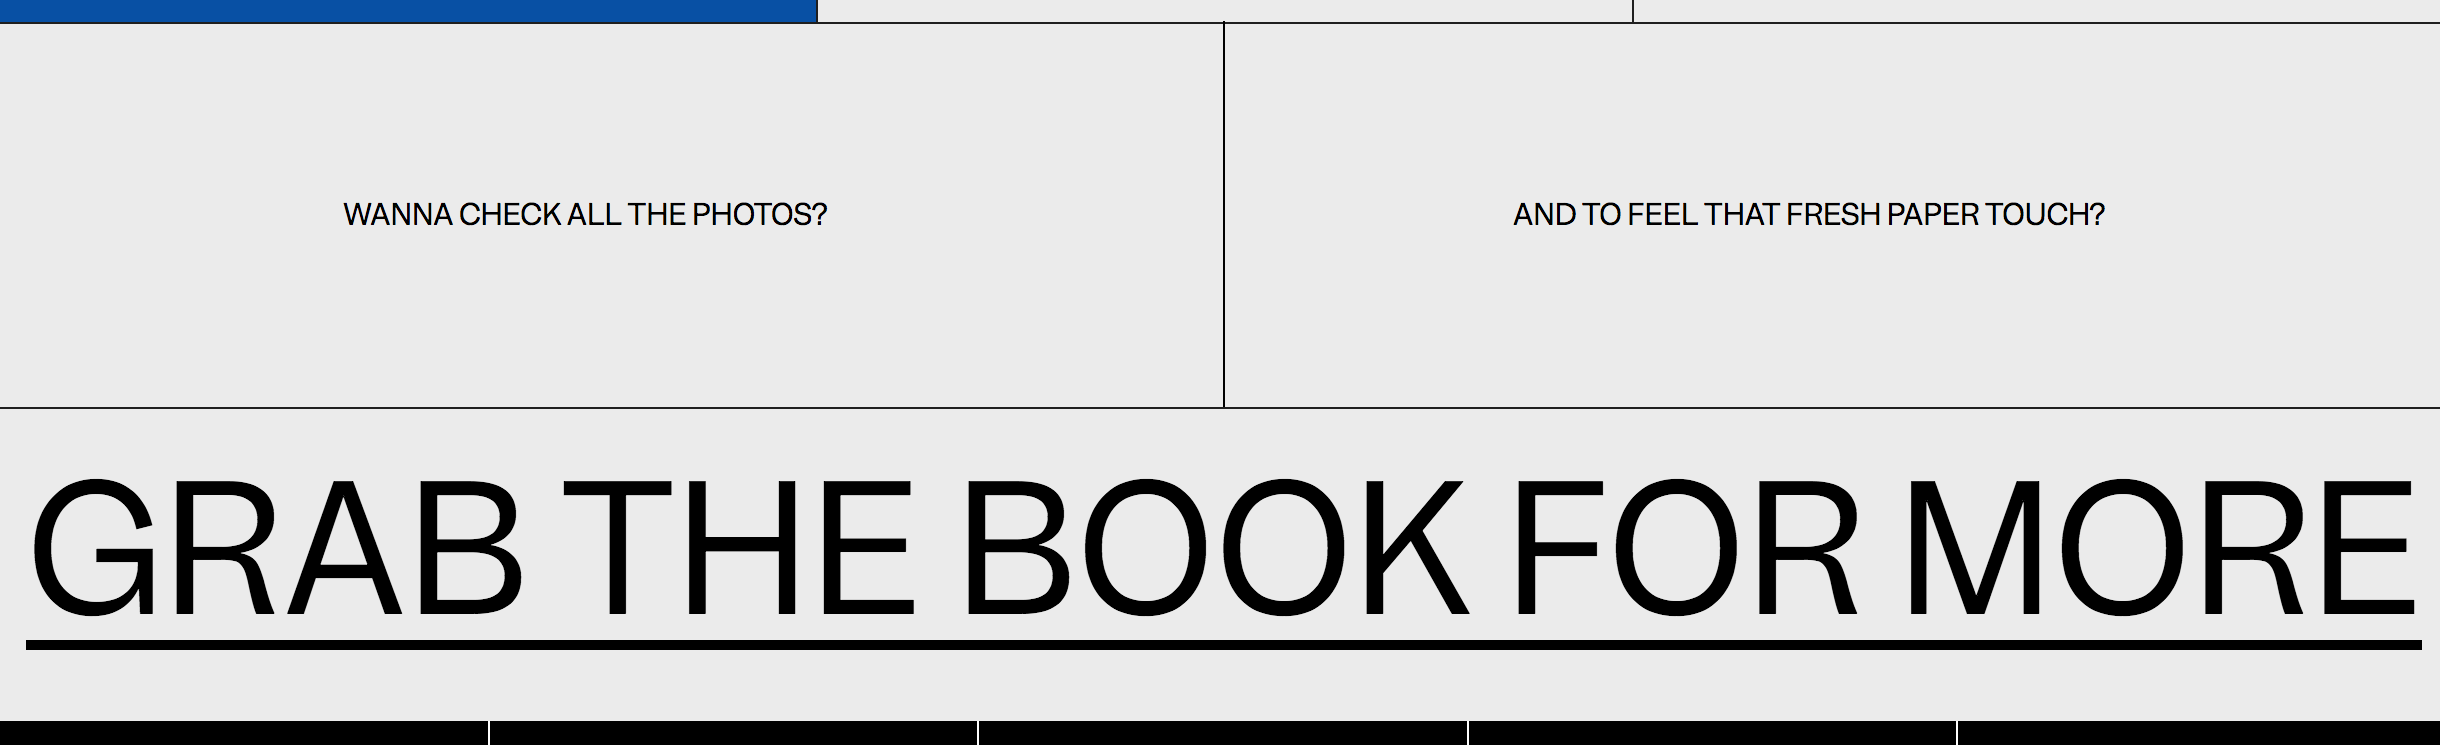 WANNA CHECK ALL THE PHOTOS?
AND TO FEEL THAT FRESH PAPER TOUCH?
GRAB THE BOOK FOR MORE